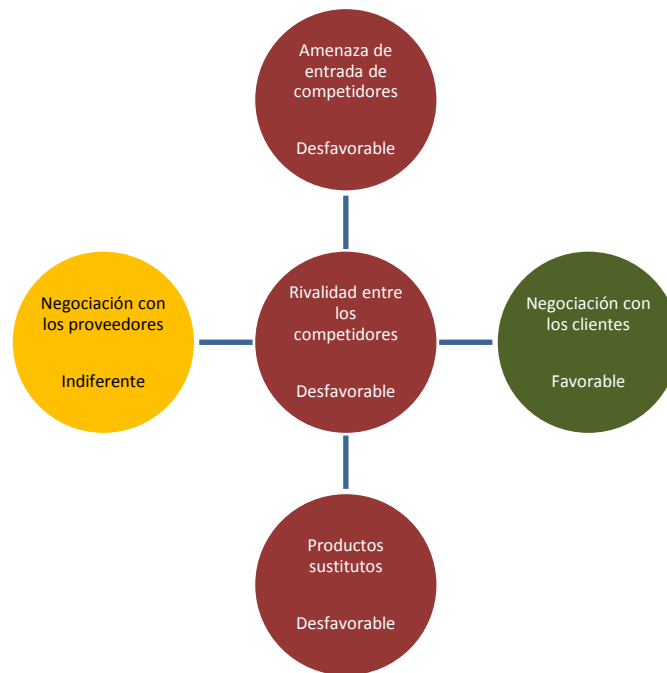 Amenaza de
entrada de
competidores
Desfavorable
Negociación con
los proveedores
Indiferente
Rivalidad entre
los
competidores
Desfavorable
Negociación con
los clientes
Favorable
Productos
sustitutos
Desfavorable